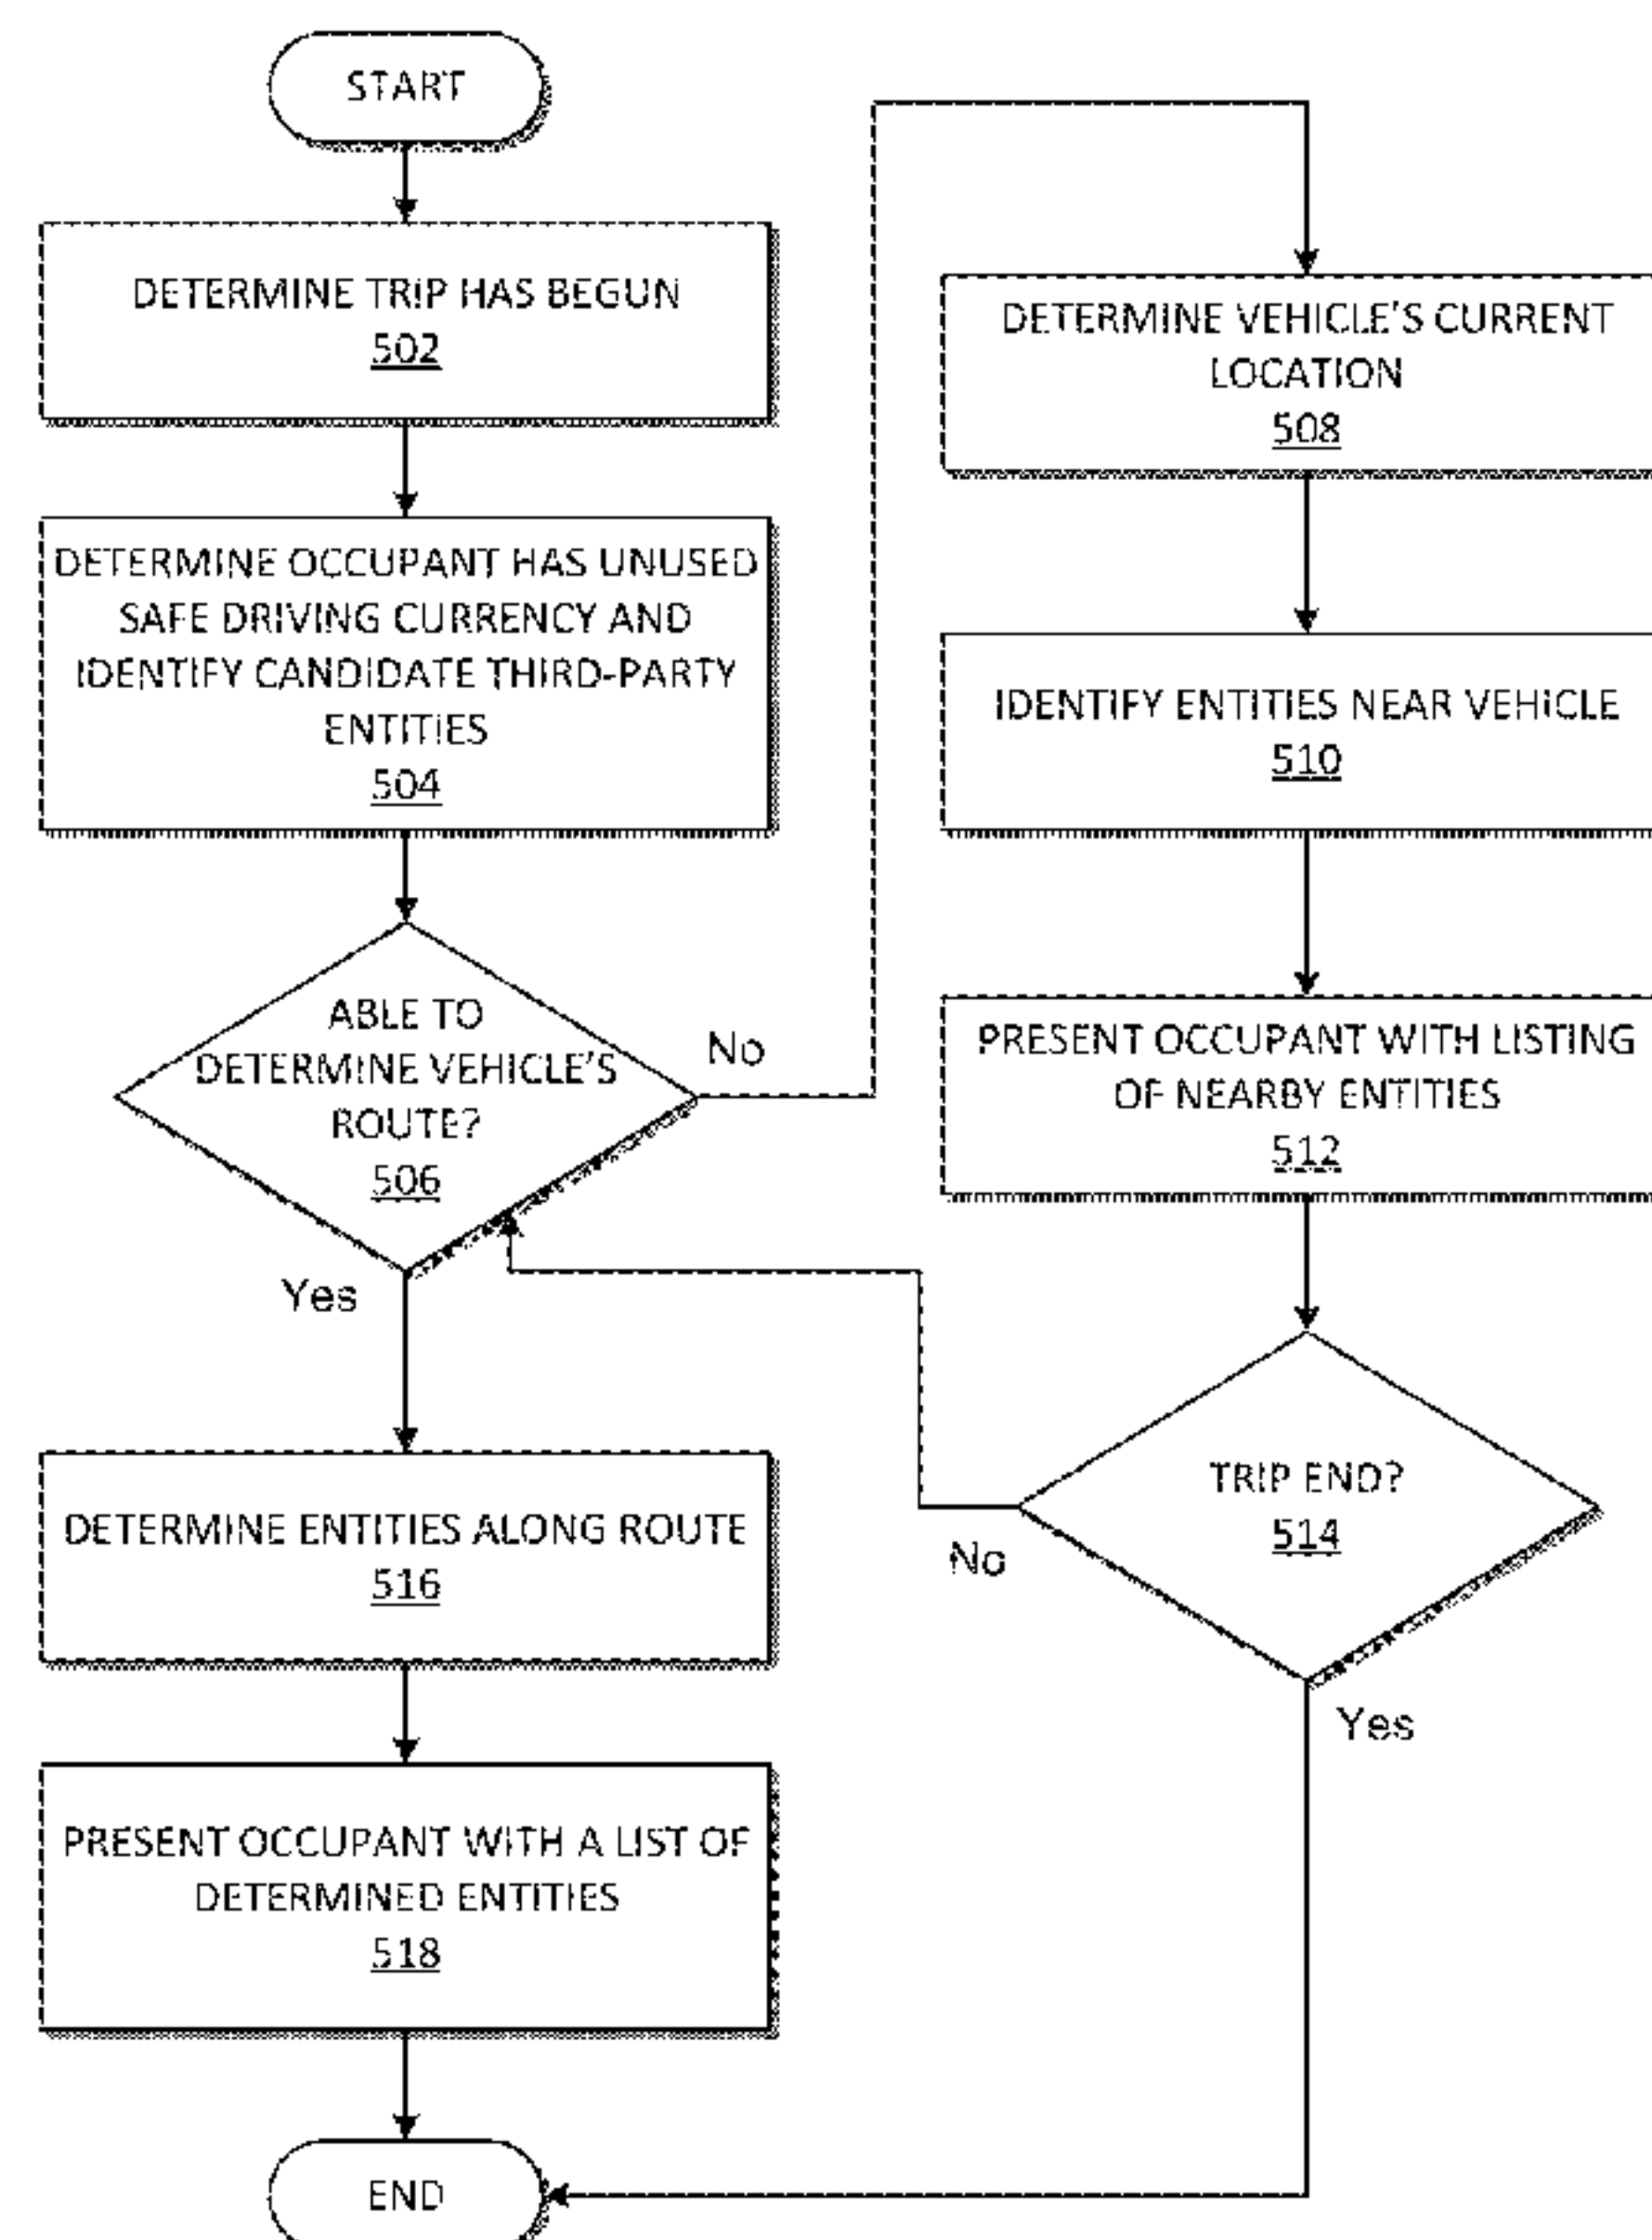 START
DETERMINE TRIP HAS BEGUN
502
DETERMINE OCCUPANT HAS UNUSED
SAFE DRIVING CURRENCY AND
IDENTIFY CANDIDATE THIRD-PARTY
ENTITIES
504
ABLE TO
DETERMINE VEHICLE'S
ROUTE?
506
No
Yes
DETERMINE VEHICLE'S CURRENT
LOCATION
508
IDENTIFY ENTITIES NEAR VEHICLE
510
PRESENT OCCUPANT WITH LISTING
OF NEARBY ENTITIES
512
TRIP END?
514
No
Yes
DETERMINE ENTITIES ALONG ROUTE
516
PRESENT OCCUPANT WITH A LIST OF
DETERMINED ENTITIES
518
END